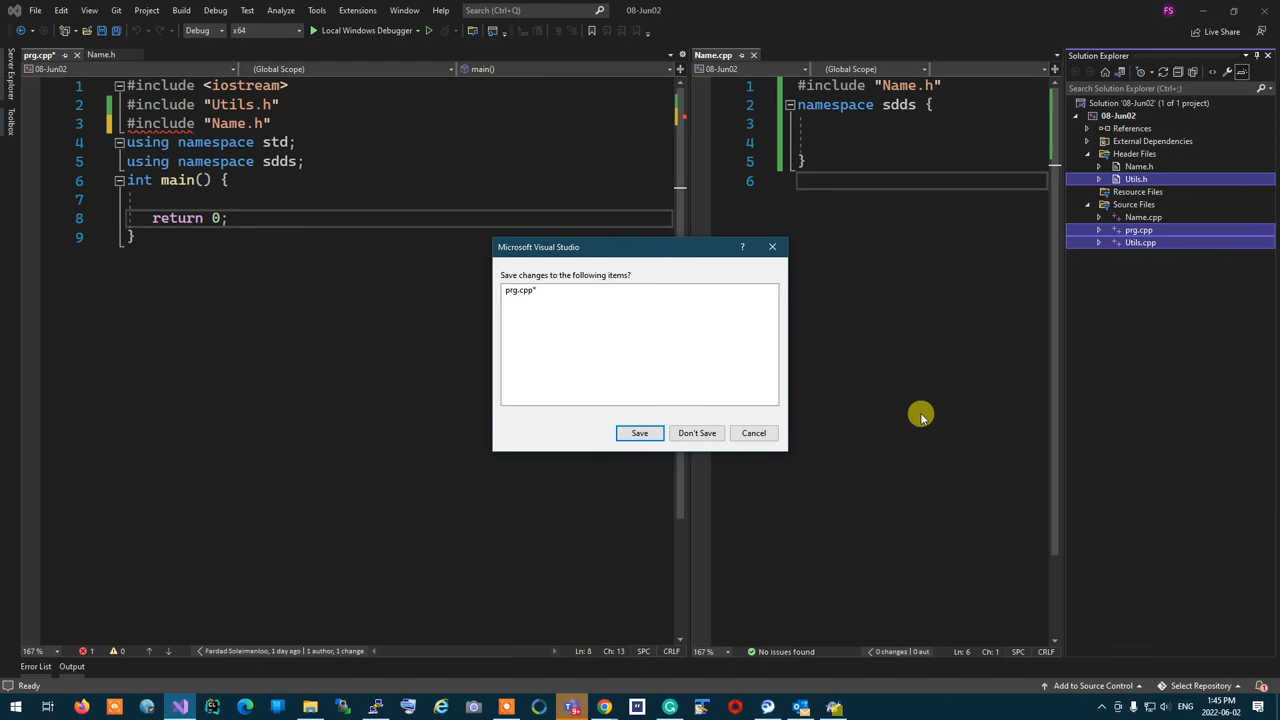 File Edit View Git Project Build Debug Test Analyze Tools Extensions Window Help Search (Ctrl+Q) 08-Jun02 FS
Debug x64 Local Windows Debugger Live Share
Server Explorer
Toolbox
prg.cpp* Name.h
08-Jun02 (Global Scope) main()
1 #include <iostream>
2 #include "Utils.h"
3 #include "Name.h"
4 using namespace std;
5 using namespace sdds;
6 int main() {
7
8 return 0;
9 }
167 % 1 0 Fardad Soleimanloo, 1 day ago | 1 author, 1 change Ln: 8 Ch: 13 SPC CRLF
Name.cpp
08-Jun02 (Global Scope)
1 #include "Name.h"
2 namespace sdds {
3
4
5 }
6
167 % No issues found 0 changes | 0 aut Ln: 6 Ch: 1 SPC CRLF
Microsoft Visual Studio ?
Save changes to the following items?
prg.cpp*
Save Don't Save Cancel
Solution Explorer
Search Solution Explorer (Ctrl+;)
Solution '08-Jun02' (1 of 1 project)
08-Jun02
References
External Dependencies
Header Files
Name.h
Utils.h
Resource Files
Source Files
Name.cpp
prg.cpp
Utils.cpp
Error List Output
Ready Add to Source Control Select Repository
ENG 1:45 PM
2022-06-02